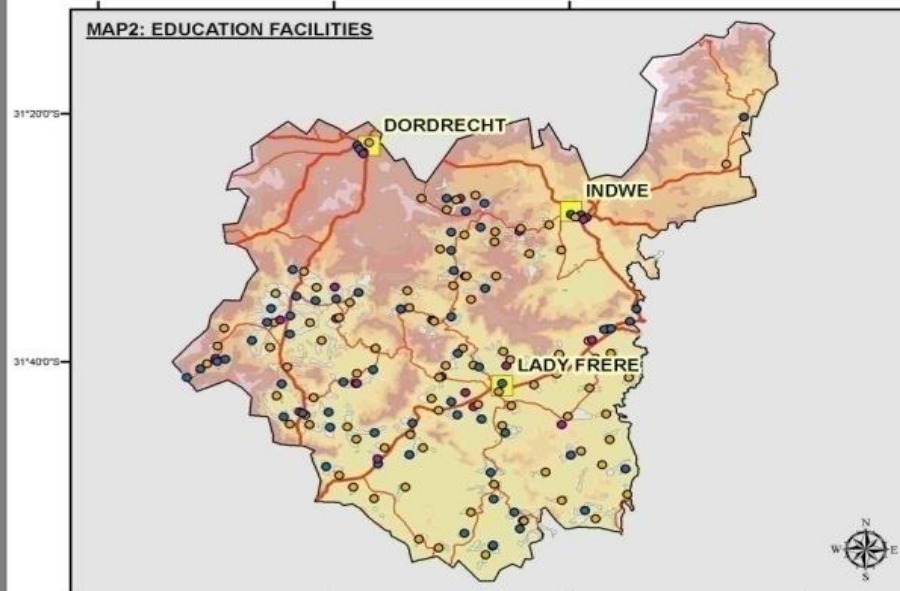 MAP2: EDUCATION FACILITIES
31°20'0"S
DORDRECHT
INDWE
31°40'0"S
LADY FRERE
N
W E
S